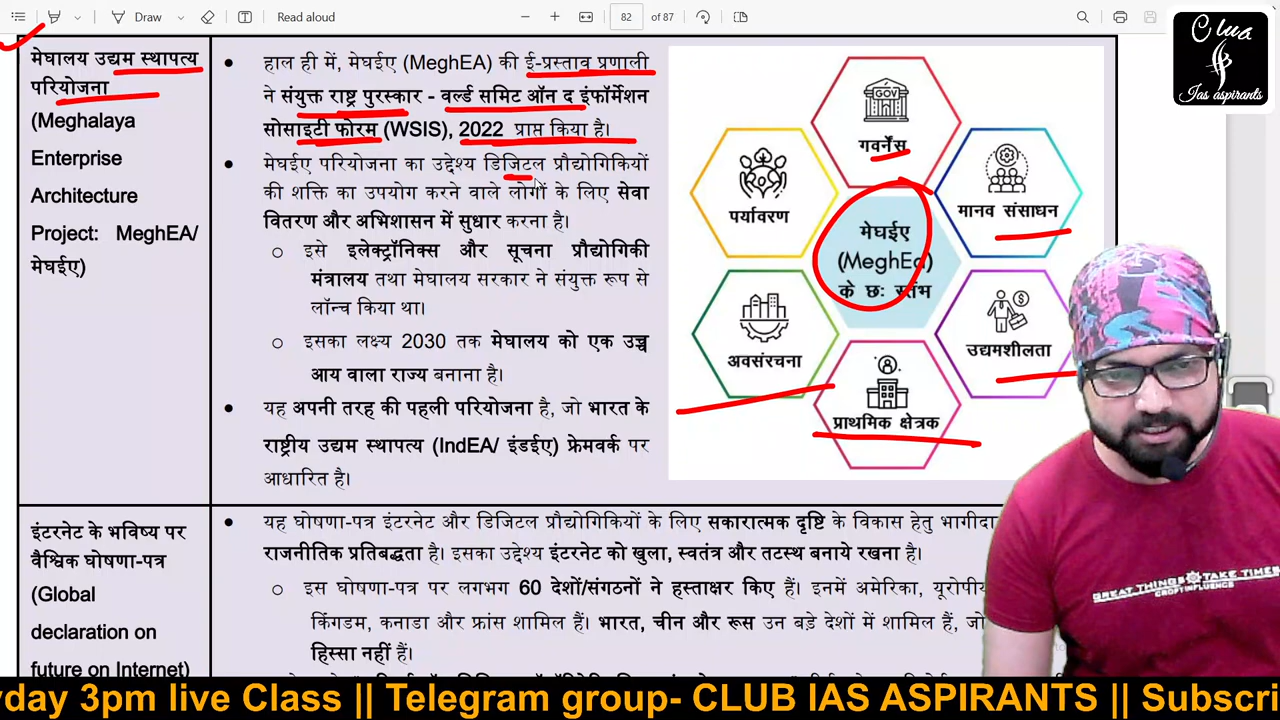 Draw
Read aloud
82 of 87
Clua
Ias aspirants
मेघालय उद्यम स्थापत्य
परियोजना
(Meghalaya
Enterprise
Architecture
Project: MeghEA/
मेघईए)
• हाल ही में, मेघईए (MeghEA) की ई-प्रस्ताव प्रणाली
ने संयुक्त राष्ट्र पुरस्कार - वर्ल्ड समिट ऑन द इंफॉर्मेशन
सोसाइटी फोरम (WSIS), 2022 प्राप्त किया है।
• मेघईए परियोजना का उद्देश्य डिजिटल प्रौद्योगिकियों
की शक्ति का उपयोग करने वाले लोगों के लिए सेवा
वितरण और अभिशासन में सुधार करना है।
○ इसे इलेक्ट्रॉनिक्स और सूचना प्रौद्योगिकी
मंत्रालय तथा मेघालय सरकार ने संयुक्त रूप से
लॉन्च किया था।
○ इसका लक्ष्य 2030 तक मेघालय को एक उच्च
आय वाला राज्य बनाना है।
• यह अपनी तरह की पहली परियोजना है, जो भारत के
राष्ट्रीय उद्यम स्थापत्य (IndEA/ इंडईए) फ्रेमवर्क पर
आधारित है।
GOV
गवर्नेंस
पर्यावरण
मानव संसाधन
मेघईए
(MeghEa)
के छः स्तंभ
अवसंरचना
उद्यमशीलता
प्राथमिक क्षेत्रक
इंटरनेट के भविष्य पर
वैश्विक घोषणा-पत्र
(Global
declaration on
future on Internet)
• यह घोषणा-पत्र इंटरनेट और डिजिटल प्रौद्योगिकियों के लिए सकारात्मक दृष्टि के विकास हेतु भागीदा
राजनीतिक प्रतिबद्धता है। इसका उद्देश्य इंटरनेट को खुला, स्वतंत्र और तटस्थ बनाये रखना है।
○ इस घोषणा-पत्र पर लगभग 60 देशों/संगठनों ने हस्ताक्षर किए हैं। इनमें अमेरिका, यूरोपीय
किंगडम, कनाडा और फ्रांस शामिल हैं। भारत, चीन और रूस उन बड़े देशों में शामिल हैं, जो
हिस्सा नहीं हैं।
GREAT THINGS TAKE TIME
yday 3pm live Class || Telegram group- CLUB IAS ASPIRANTS || Subscri